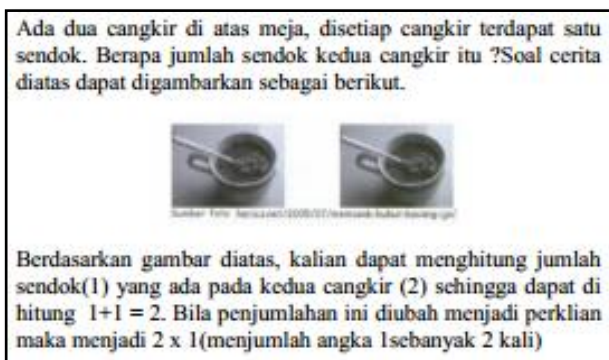 Ada dua cangkir di atas meja, disetiap cangkir terdapat satu
sendok. Berapa jumlah sendok kedua cangkir itu ?Soal cerita
diatas dapat digambarkan sebagai berikut.
Sumber foto
Berdasarkan gambar diatas, kalian dapat menghitung jumlah
sendok(1) yang ada pada kedua cangkir (2) sehingga dapat di
hitung 1+1 = 2. Bila penjumlahan ini diubah menjadi perklian
maka menjadi 2 x 1(menjumlah angka 1sebanyak 2 kali)